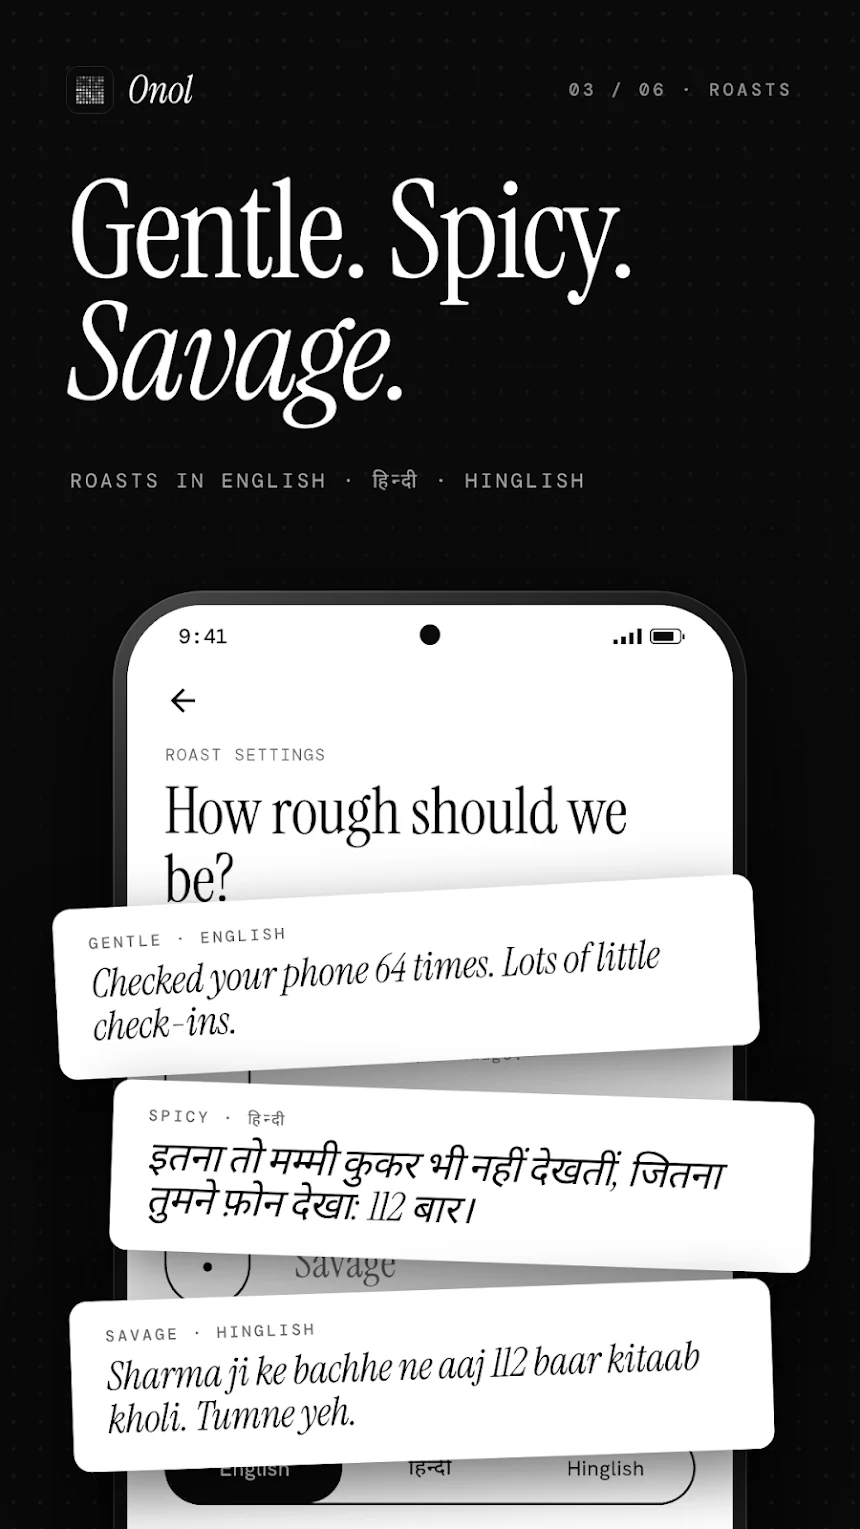 Onol
03 / 06 · ROASTS
Gentle. Spicy.
Savage.
ROASTS IN ENGLISH · हिन्दी · HINGLISH
9:41
ROAST SETTINGS
How rough should we
be?
GENTLE · ENGLISH
Checked your phone 64 times. Lots of little
check-ins.
SPICY · हिन्दी
इतना तो मम्मी कुकर भी नहीं देखतीं, जितना
तुमने फ़ोन देखा: 112 बार।
Savage
SAVAGE · HINGLISH
Sharma ji ke bachhe ne aaj 112 baar kitaab
kholi. Tumne yeh.
English
हिन्दी
Hinglish